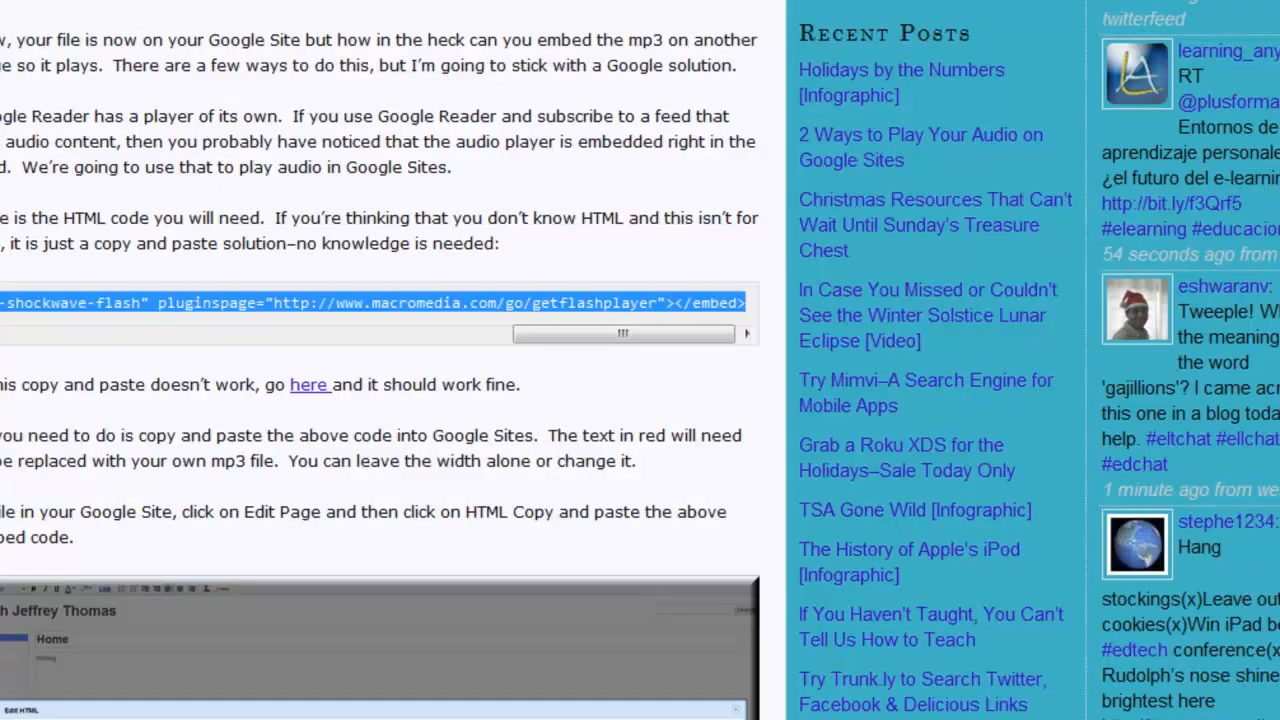 w, your file is now on your Google Site but how in the heck can you embed the mp3 on another
e so it plays.  There are a few ways to do this, but I'm going to stick with a Google solution.
gle Reader has a player of its own.  If you use Google Reader and subscribe to a feed that
audio content, then you probably have noticed that the audio player is embedded right in the
d.  We're going to use that to play audio in Google Sites.
e is the HTML code you will need.  If you're thinking that you don't know HTML and this isn't for
, it is just a copy and paste solution–no knowledge is needed:
-shockwave-flash" pluginspage="http://www.macromedia.com/go/getflashplayer"></embed>
his copy and paste doesn't work, go here and it should work fine.
you need to do is copy and paste the above code into Google Sites.  The text in red will need
be replaced with your own mp3 file.  You can leave the width alone or change it.
ile in your Google Site, click on Edit Page and then click on HTML Copy and paste the above
bed code.
h Jeffrey Thomas
Home
Edit HTML
Recent Posts
Holidays by the Numbers
[Infographic]
2 Ways to Play Your Audio on
Google Sites
Christmas Resources That Can't
Wait Until Sunday's Treasure
Chest
In Case You Missed or Couldn't
See the Winter Solstice Lunar
Eclipse [Video]
Try Mimvi–A Search Engine for
Mobile Apps
Grab a Roku XDS for the
Holidays–Sale Today Only
TSA Gone Wild [Infographic]
The History of Apple's iPod
[Infographic]
If You Haven't Taught, You Can't
Tell Us How to Teach
Try Trunk.ly to Search Twitter,
Facebook & Delicious Links
twitterfeed
learning_any
RT
@plusforma
Entornos de
aprendizaje personale
¿el futuro del e-learnin
http://bit.ly/f3Qrf5
#elearning #educacion
54 seconds ago from
eshwaranv:
Tweeple! Wi
the meaning
the word
'gajillions'? I came acr
this one in a blog toda
help. #eltchat #ellchat
#edchat
1 minute ago from we
stephe1234:
Hang
stockings(x)Leave out
cookies(x)Win iPad be
#edtech conference(x
Rudolph's nose shine
brightest here